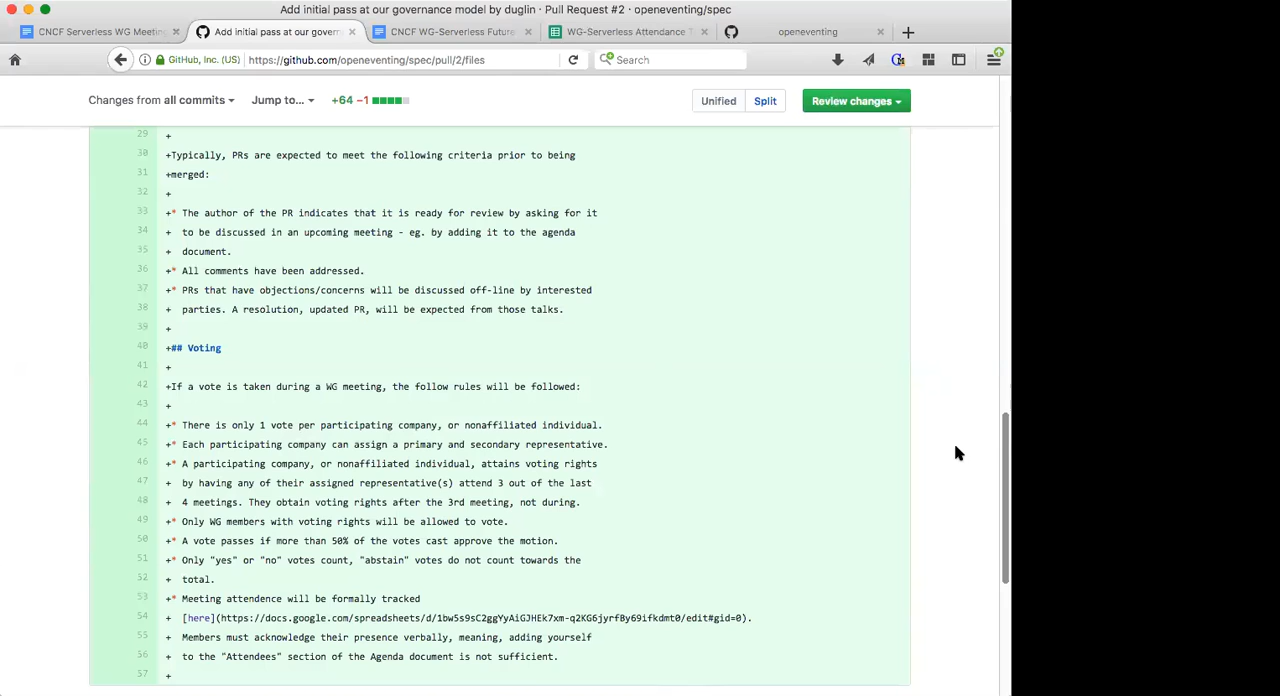 Add initial pass at our governance model by duglin · Pull Request #2 · openeventing/spec
CNCF Serverless WG Meeting
Add initial pass at our govern
CNCF WG-Serverless Future
WG-Serverless Attendance T
openeventing
GitHub, Inc. (US)
https://github.com/openeventing/spec/pull/2/files
Search
Changes from all commits
Jump to...
+64 −1
Unified
Split
Review changes
29 +
30 +Typically, PRs are expected to meet the following criteria prior to being
31 +merged:
32 +
33 +* The author of the PR indicates that it is ready for review by asking for it
34 + to be discussed in an upcoming meeting - eg. by adding it to the agenda
35 + document.
36 +* All comments have been addressed.
37 +* PRs that have objections/concerns will be discussed off-line by interested
38 + parties. A resolution, updated PR, will be expected from those talks.
39 +
40 +## Voting
41 +
42 +If a vote is taken during a WG meeting, the follow rules will be followed:
43 +
44 +* There is only 1 vote per participating company, or nonaffiliated individual.
45 +* Each participating company can assign a primary and secondary representative.
46 +* A participating company, or nonaffiliated individual, attains voting rights
47 + by having any of their assigned representative(s) attend 3 out of the last
48 + 4 meetings. They obtain voting rights after the 3rd meeting, not during.
49 +* Only WG members with voting rights will be allowed to vote.
50 +* A vote passes if more than 50% of the votes cast approve the motion.
51 +* Only "yes" or "no" votes count, "abstain" votes do not count towards the
52 + total.
53 +* Meeting attendence will be formally tracked
54 + [here](https://docs.google.com/spreadsheets/d/1bw5s9sC2ggYyAiGJHEk7xm-q2KG6jyrfBy69ifkdmt0/edit#gid=0).
55 + Members must acknowledge their presence verbally, meaning, adding yourself
56 + to the "Attendees" section of the Agenda document is not sufficient.
57 +